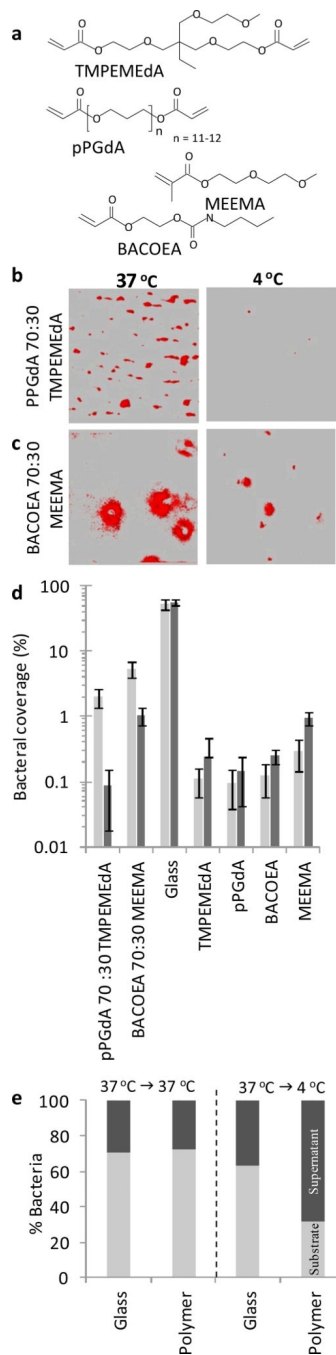 a
TMPEMEdA
pPGdA
n
n = 11-12
MEEMA
BACOEA
b
37 °C
4 °C
PPGdA 70:30
TMPEMEdA
c
BACOEA 70:30
MEEMA
d
Bacteral coverage (%)
100
10
1
0.1
0.01
pPGdA 70 :30 TMPEMEdA
BACOEA 70:30 MEEMA
Glass
TMPEMEdA
pPGdA
BACOEA
MEEMA
e
37 °C → 37 °C
37 °C → 4 °C
% Bacteria
100
80
60
40
20
0
Supernatant
Substrate
Glass
Polymer
Glass
Polymer